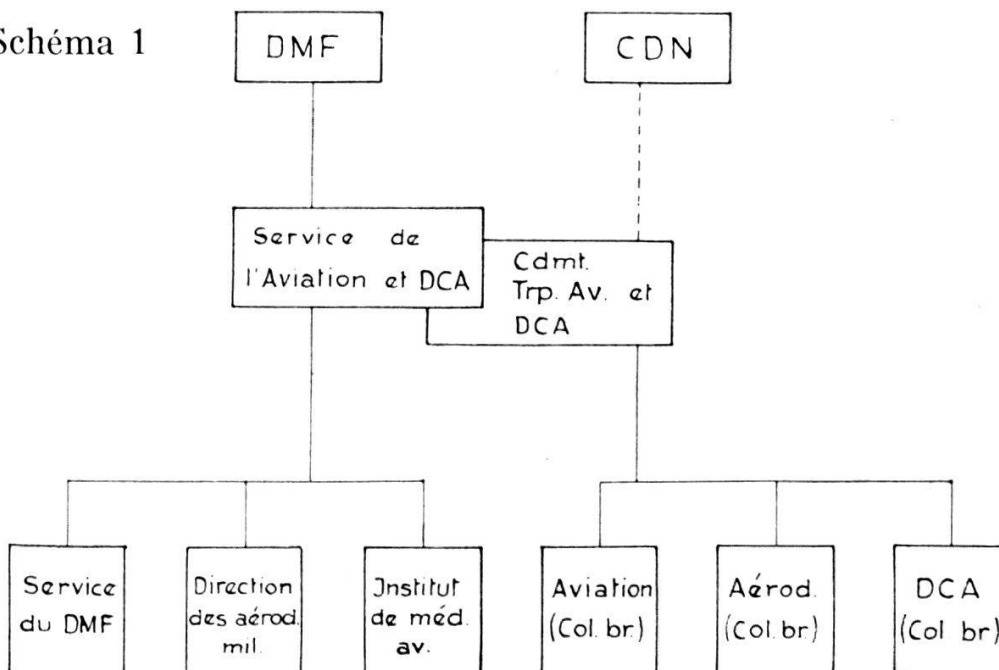 Schéma 1
DMF
CDN
Service de
l'Aviation et DCA
Cdmt.
Trp. Av. et
DCA
Service
du DMF
Direction
des aérod.
mil.
Institut
de méd.
av.
Aviation
(Col. br.)
Aérod.
(Col. br.)
DCA
(Col br.)